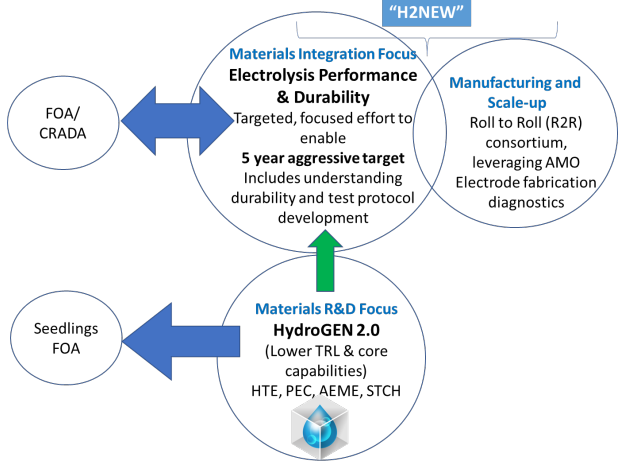 “H2NEW”
Materials Integration Focus
Electrolysis Performance
& Durability
Targeted, focused effort to
enable
5 year aggressive target
Includes understanding
durability and test protocol
development
Manufacturing and
Scale-up
Roll to Roll (R2R)
consortium,
leveraging AMO
Electrode fabrication
diagnostics
FOA/
CRADA
Materials R&D Focus
HydroGEN 2.0
(Lower TRL & core
capabilities)
HTE, PEC, AEME, STCH
Seedlings
FOA